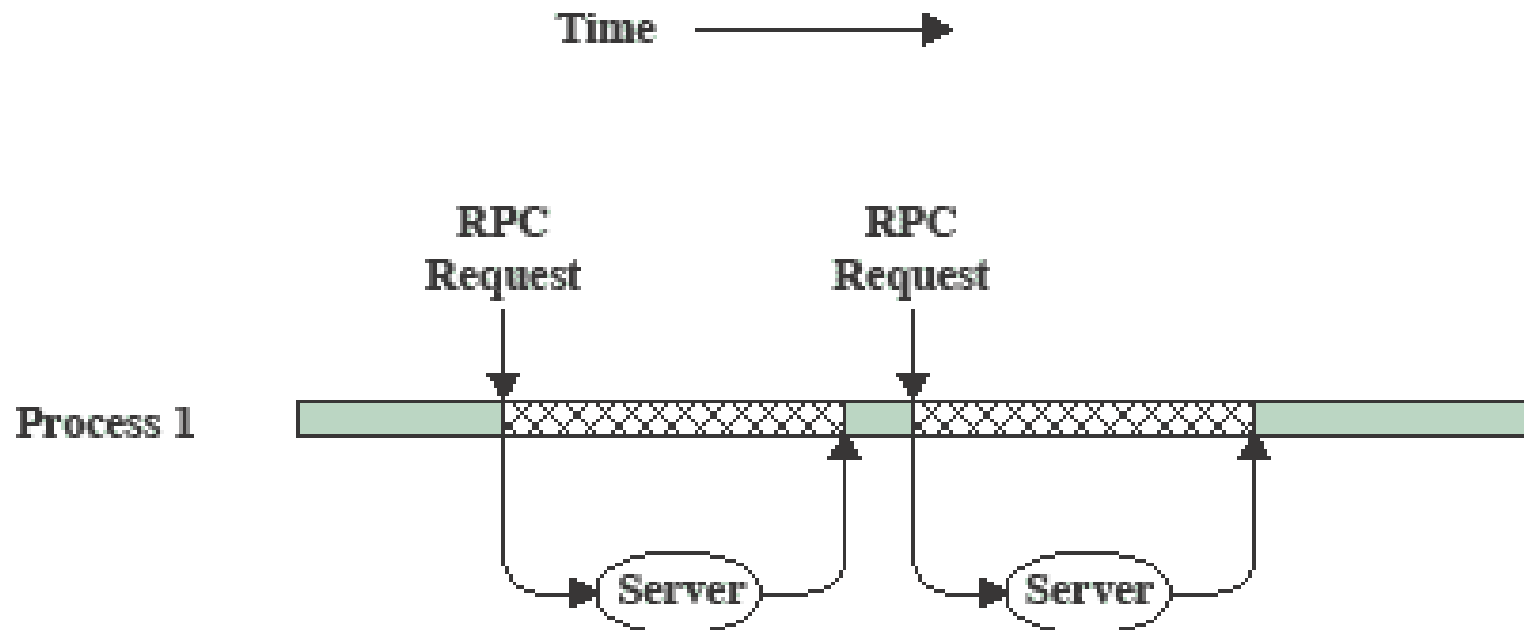 Time
RPC
Request
RPC
Request
Process 1
Server
Server